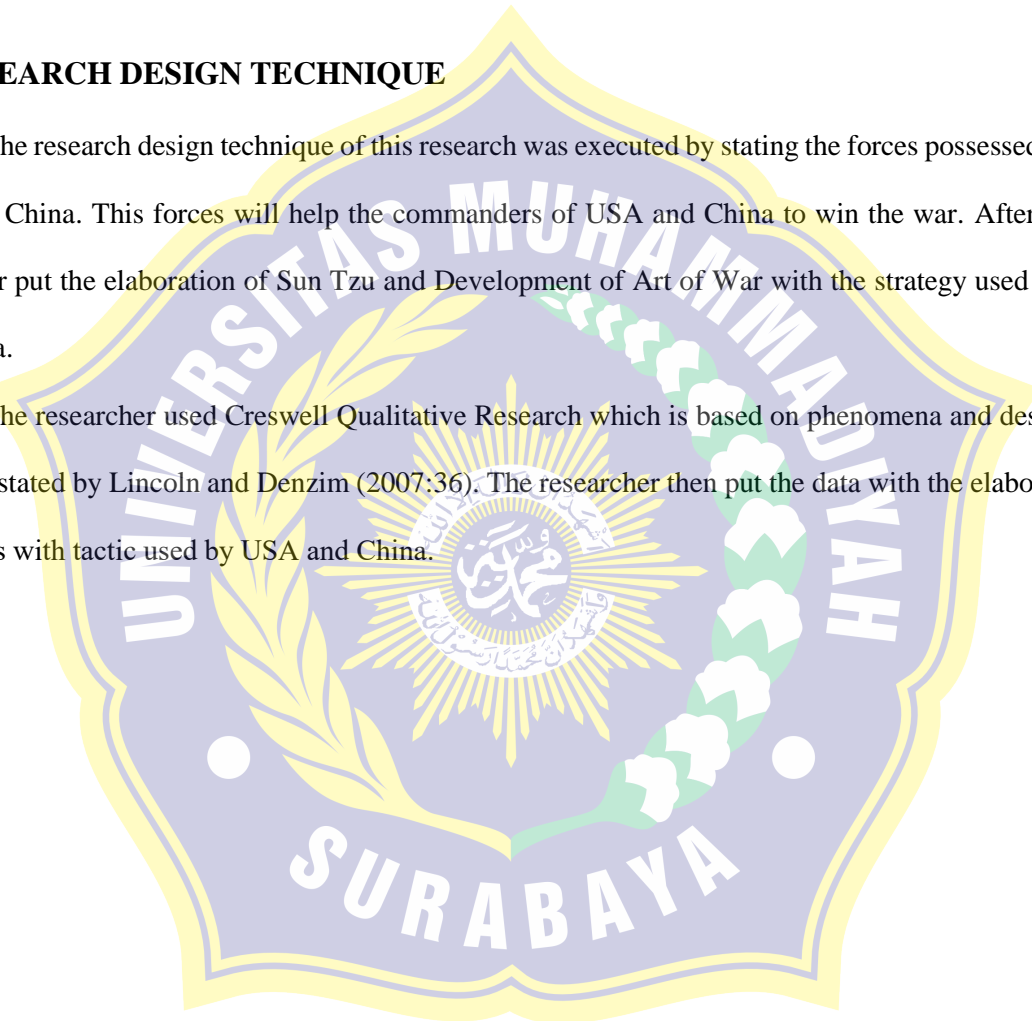 EARCH DESIGN TECHNIQUE
he research design technique of this research was executed by stating the forces possessed
China. This forces will help the commanders of USA and China to win the war. After
r put the elaboration of Sun Tzu and Development of Art of War with the strategy used
a.
he researcher used Creswell Qualitative Research which is based on phenomena and des
stated by Lincoln and Denzim (2007:36). The researcher then put the data with the elabo
s with tactic used by USA and China.
UNIVERSITAS MUHAMMADIYAH
SURABAYA